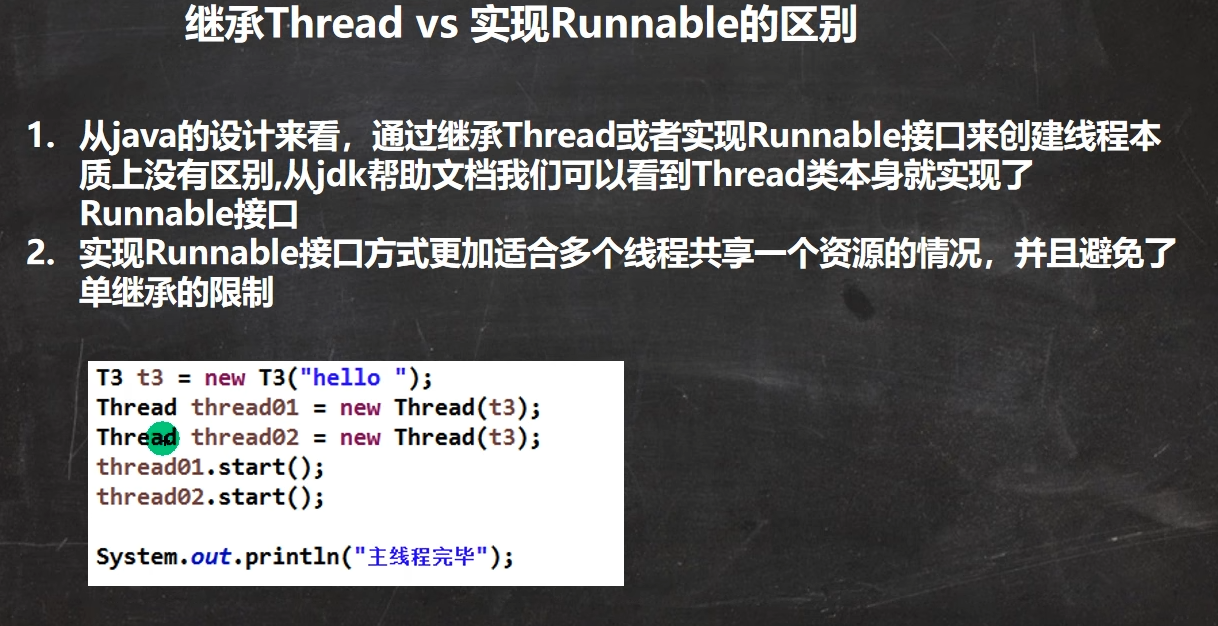 继承Thread vs 实现Runnable的区别
1. 从java的设计来看，通过继承Thread或者实现Runnable接口来创建线程本
质上没有区别,从jdk帮助文档我们可以看到Thread类本身就实现了
Runnable接口
2. 实现Runnable接口方式更加适合多个线程共享一个资源的情况，并且避免了
单继承的限制
T3 t3 = new T3("hello ");
Thread thread01 = new Thread(t3);
Thread thread02 = new Thread(t3);
thread01.start();
thread02.start();
System.out.println("主线程完毕");